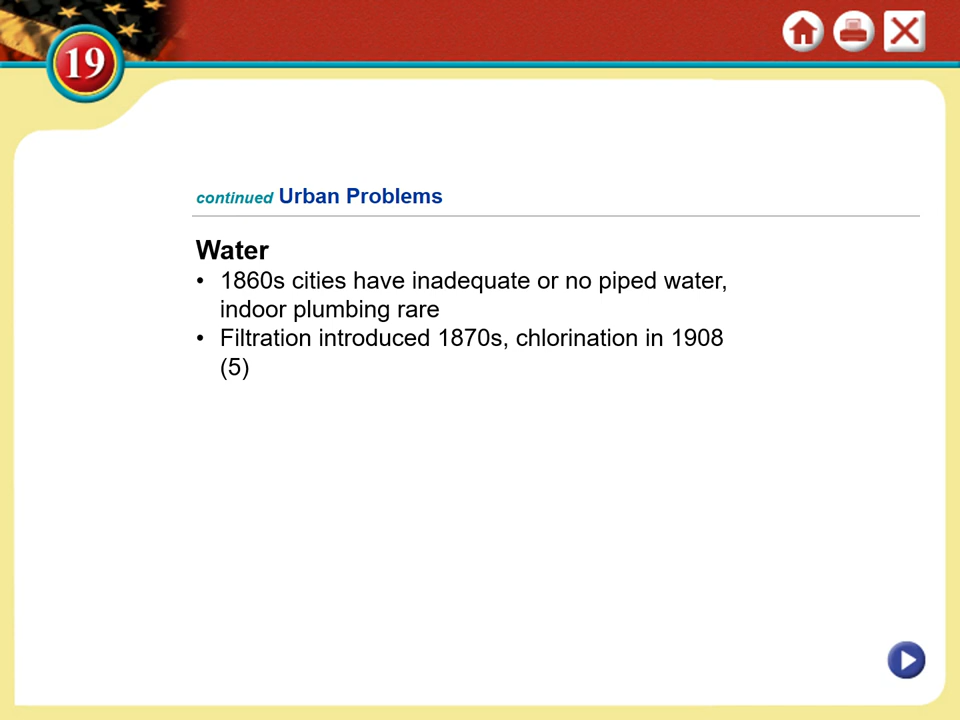 19
continued Urban Problems
Water
• 1860s cities have inadequate or no piped water,
indoor plumbing rare
• Filtration introduced 1870s, chlorination in 1908
(5)